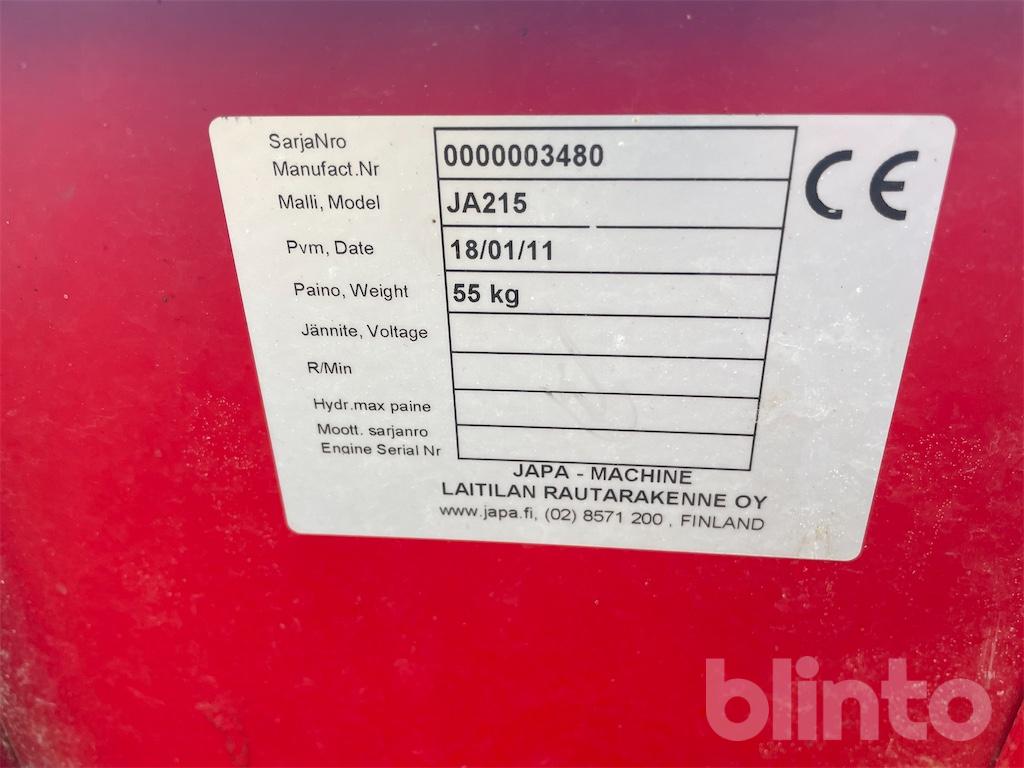 SarjaNro
Manufact.Nr 0000003480
Malli, Model JA215
Pvm, Date 18/01/11
Paino, Weight 55 kg
Jännite, Voltage
R/Min
Hydr.max paine
Moott. sarjanro
Engine Serial Nr
CE
JAPA - MACHINE
LAITILAN RAUTARAKENNE OY
www.japa.fi, (02) 8571 200 , FINLAND
blinto